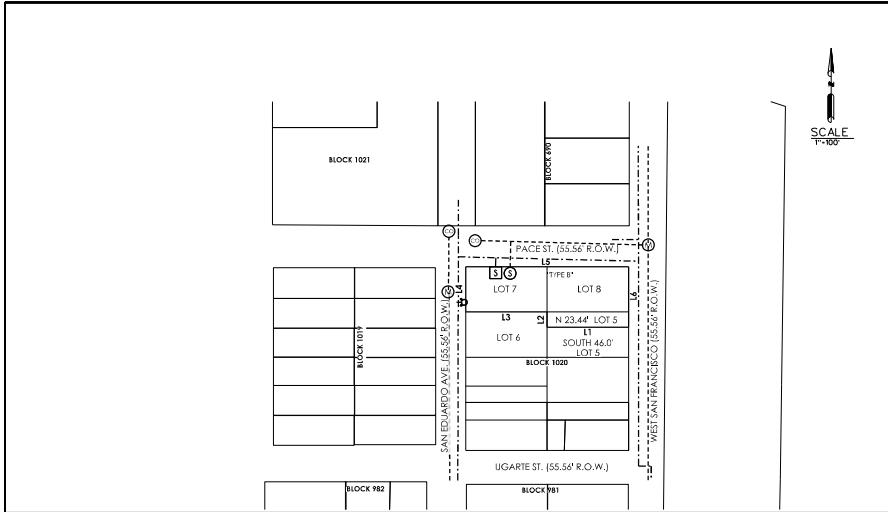 N
SCALE
1"-100'
BLOCK 1021
BLOCK 690
CO
CO
PACE ST. (55.56' R.O.W.)
M
L5
S
S
"TYPE B"
LOT 7
LOT 8
L4
L6
M
L3
L2
N 23.44' LOT 5
L1
LOT 6
SOUTH 46.0'
LOT 5
BLOCK 1019
BLOCK 1020
SAN EDUARDO AVE. (55.56' R.O.W.)
WEST SAN FRANCISCO (55.56' R.O.W.)
UGARTE ST. (55.56' R.O.W.)
BLOCK 982
BLOCK 981